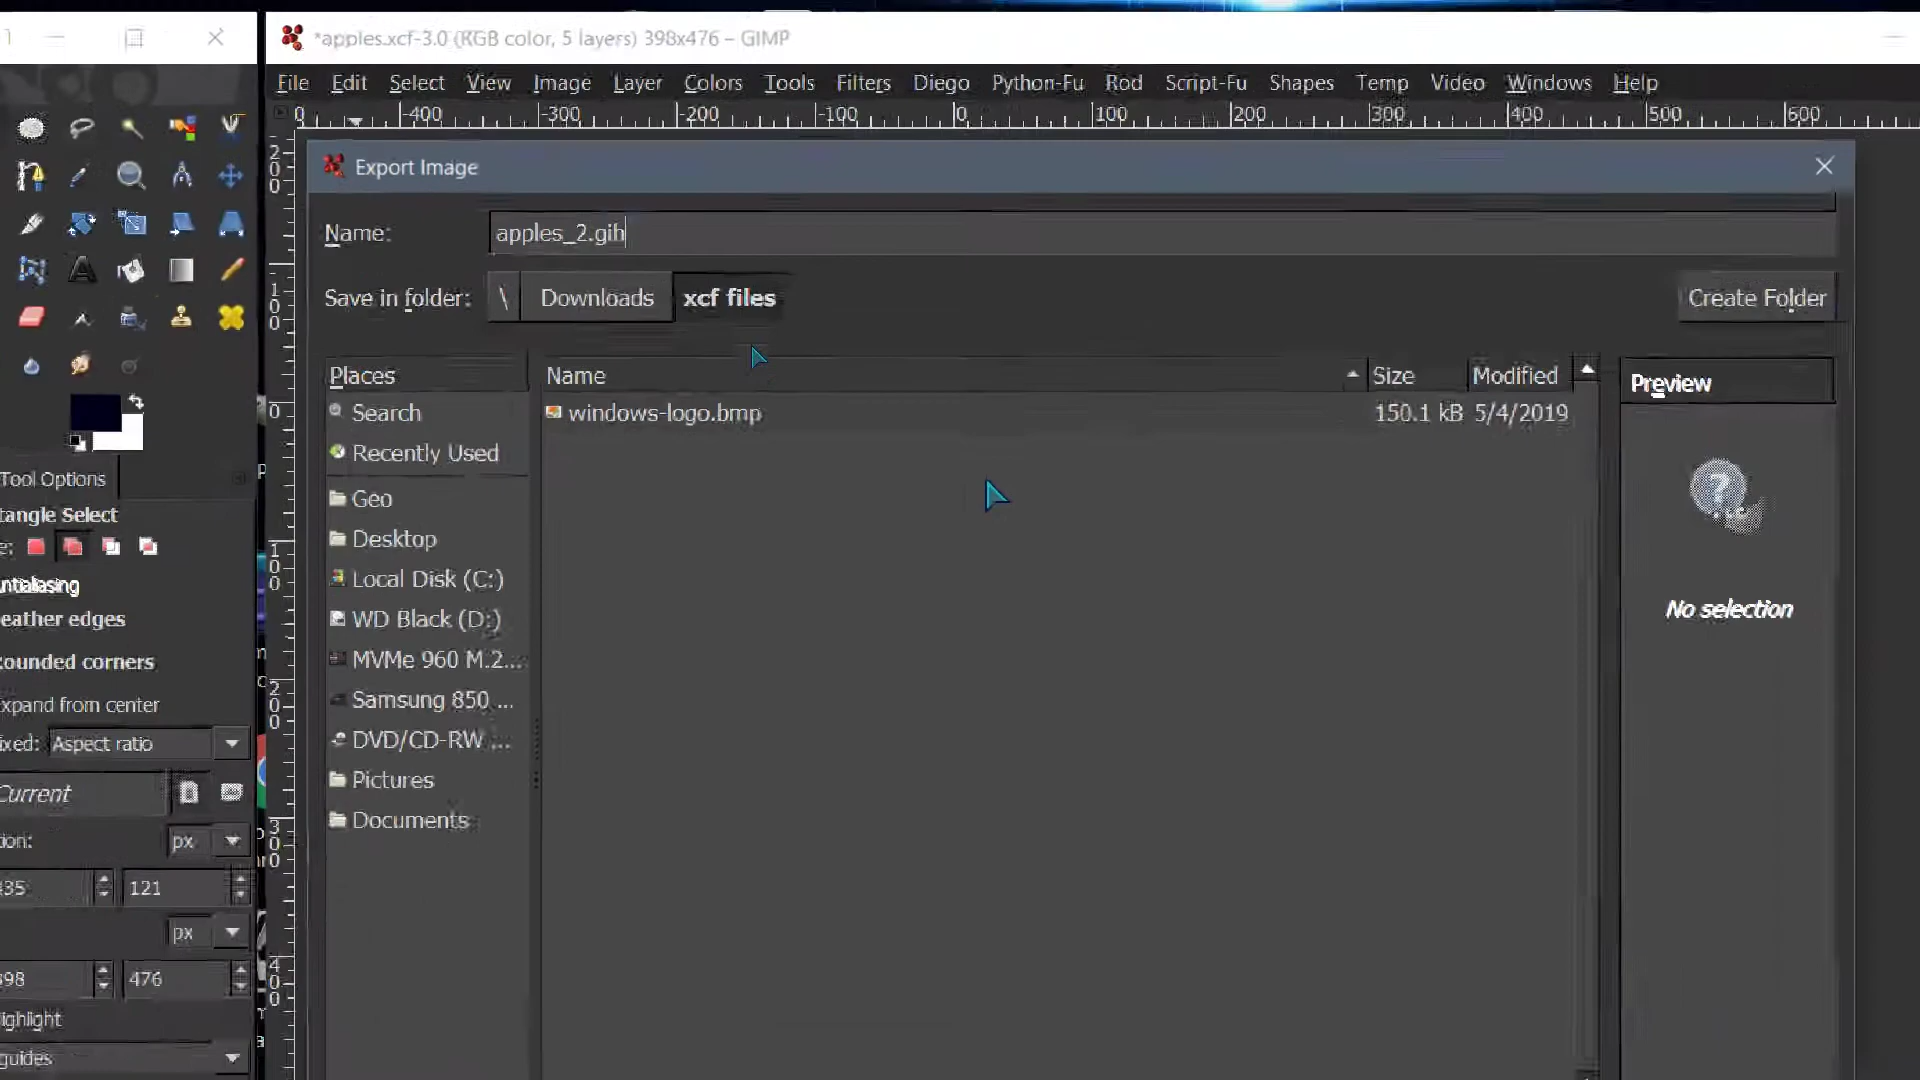 *apples.xcf-3.0 (RGB color, 5 layers) 398x476 – GIMP
File Edit Select View Image Layer Colors Tools Filters Diego Python-Fu Rod Script-Fu Shapes Temp Video Windows Help
-400 -300 -200 -100 0 100 200 300 400 500 600
Export Image
Name: apples_2.gih
Save in folder: \ Downloads xcf files Create Folder
Places Name Size Modified Preview
Search windows-logo.bmp 150.1 kB 5/4/2019
Recently Used
Geo
Desktop
Local Disk (C:)
WD Black (D:)
MVMe 960 M.2...
Samsung 850 ...
DVD/CD-RW ...
Pictures
Documents
No selection
Tool Options
tangle Select
ntialiasing
eather edges
ounded corners
xpand from center
ixed: Aspect ratio
Current
tion: px
35 121
px
398 476
ighlight
guides